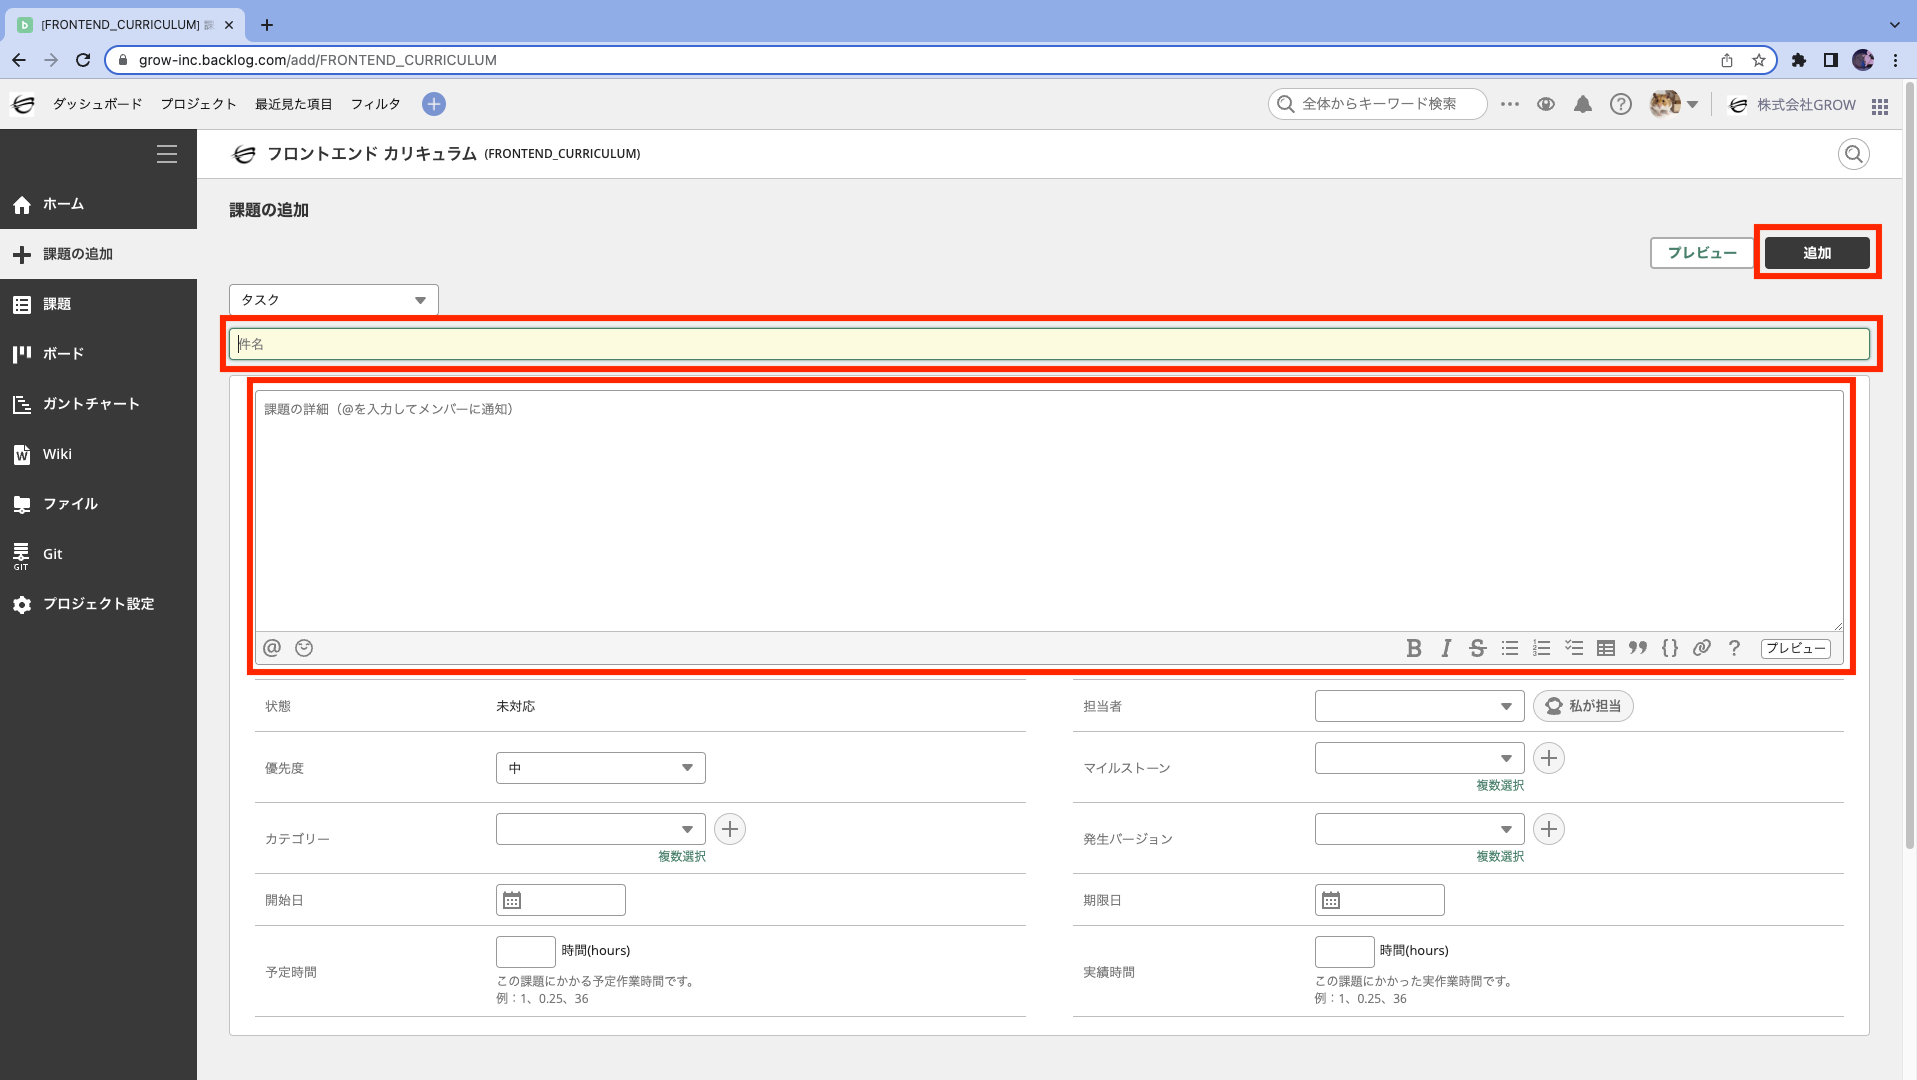 [FRONTEND_CURRICULUM] 課
grow-inc.backlog.com/add/FRONTEND_CURRICULUM
ダッシュボード プロジェクト 最近見た項目 フィルタ
全体からキーワード検索
株式会社GROW
フロントエンド カリキュラム (FRONTEND_CURRICULUM)
ホーム
課題の追加
課題
ボード
ガントチャート
Wiki
ファイル
Git
GIT
プロジェクト設定
課題の追加
プレビュー
追加
タスク
件名
課題の詳細（@を入力してメンバーに通知）
プレビュー
状態
未対応
担当者
私が担当
優先度
中
マイルストーン
複数選択
カテゴリー
複数選択
発生バージョン
複数選択
開始日
期限日
予定時間
時間(hours)
この課題にかかる予定作業時間です。
例：1、0.25、36
実績時間
時間(hours)
この課題にかかった実作業時間です。
例：1、0.25、36